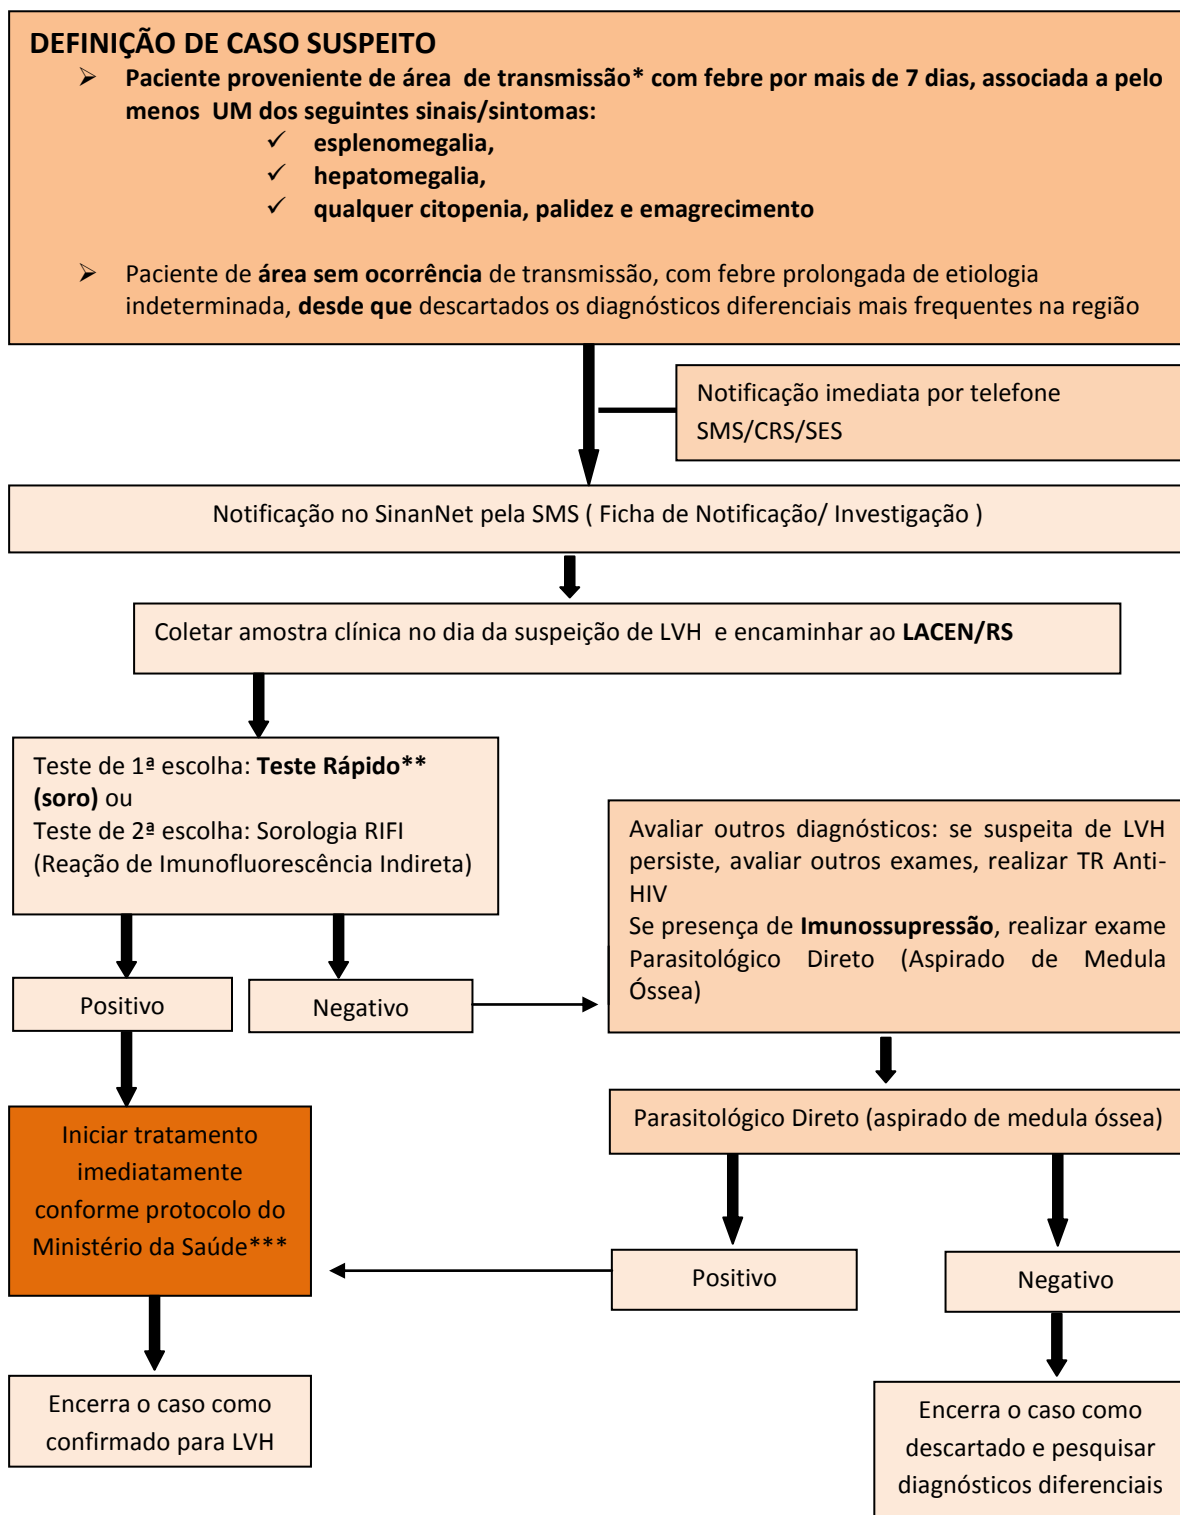 DEFINIÇÃO DE CASO SUSPEITO
➢ Paciente proveniente de área de transmissão* com febre por mais de 7 dias, associada a pelo
menos UM dos seguintes sinais/sintomas:
✓ esplenomegalia,
✓ hepatomegalia,
✓ qualquer citopenia, palidez e emagrecimento
➢ Paciente de área sem ocorrência de transmissão, com febre prolongada de etiologia
indeterminada, desde que descartados os diagnósticos diferenciais mais frequentes na região
Notificação imediata por telefone
SMS/CRS/SES
Notificação no SinanNet pela SMS ( Ficha de Notificação/ Investigação )
Coletar amostra clínica no dia da suspeição de LVH e encaminhar ao LACEN/RS
Teste de 1ª escolha: Teste Rápido**
(soro) ou
Teste de 2ª escolha: Sorologia RIFI
(Reação de Imunofluorescência Indireta)
Avaliar outros diagnósticos: se suspeita de LVH
persiste, avaliar outros exames, realizar TR Anti-
HIV
Se presença de Imunossupressão, realizar exame
Parasitológico Direto (Aspirado de Medula
Óssea)
Positivo
Negativo
Iniciar tratamento
imediatamente
conforme protocolo do
Ministério da Saúde***
Parasitológico Direto (aspirado de medula óssea)
Positivo
Negativo
Encerra o caso como
confirmado para LVH
Encerra o caso como
descartado e pesquisar
diagnósticos diferenciais